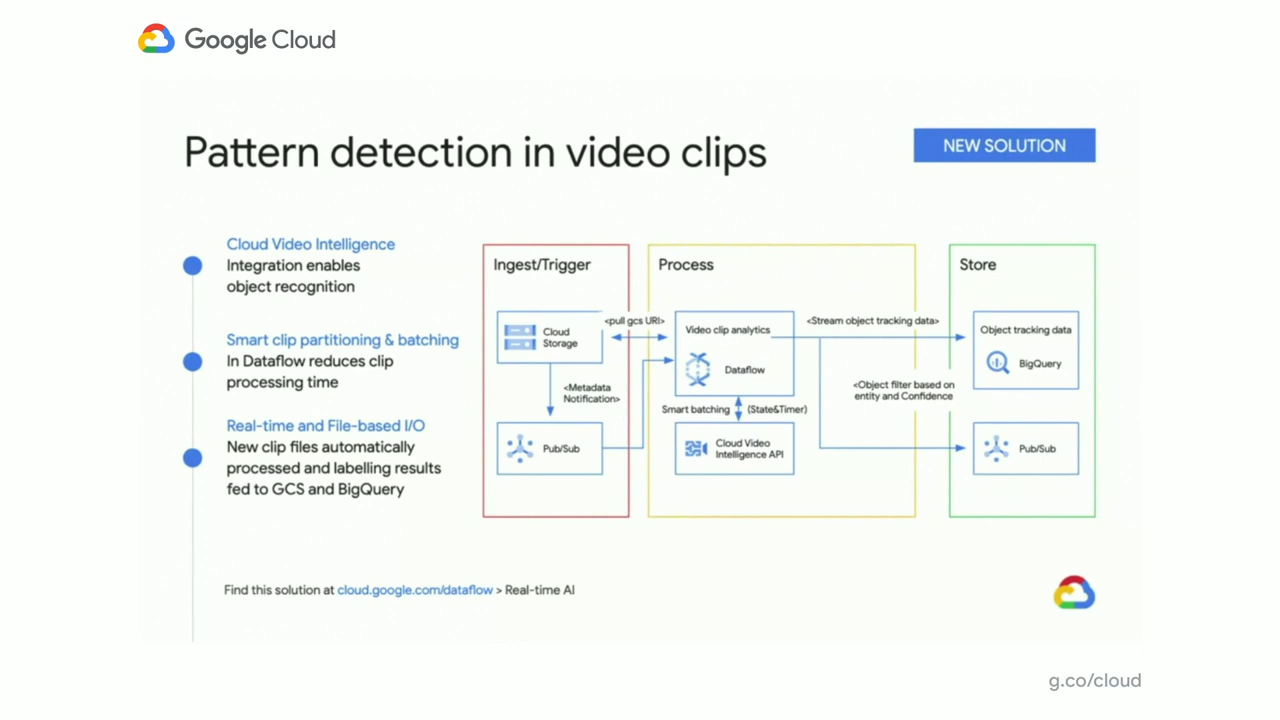 Google Cloud
Pattern detection in video clips
NEW SOLUTION
Cloud Video Intelligence
Integration enables
object recognition
Smart clip partitioning & batching
In Dataflow reduces clip
processing time
Real-time and File-based I/O
New clip files automatically
processed and labelling results
fed to GCS and BigQuery
Ingest/Trigger
Cloud
Storage
<Metadata
Notification>
Pub/Sub
<pull gcs URI>
Process
Video clip analytics
Dataflow
Smart batching
(State&Timer)
Cloud Video
Intelligence API
<Stream object tracking data>
<Object filter based on
entity and Confidence
Store
Object tracking data
BigQuery
Pub/Sub
Find this solution at cloud.google.com/dataflow > Real-time AI
g.co/cloud